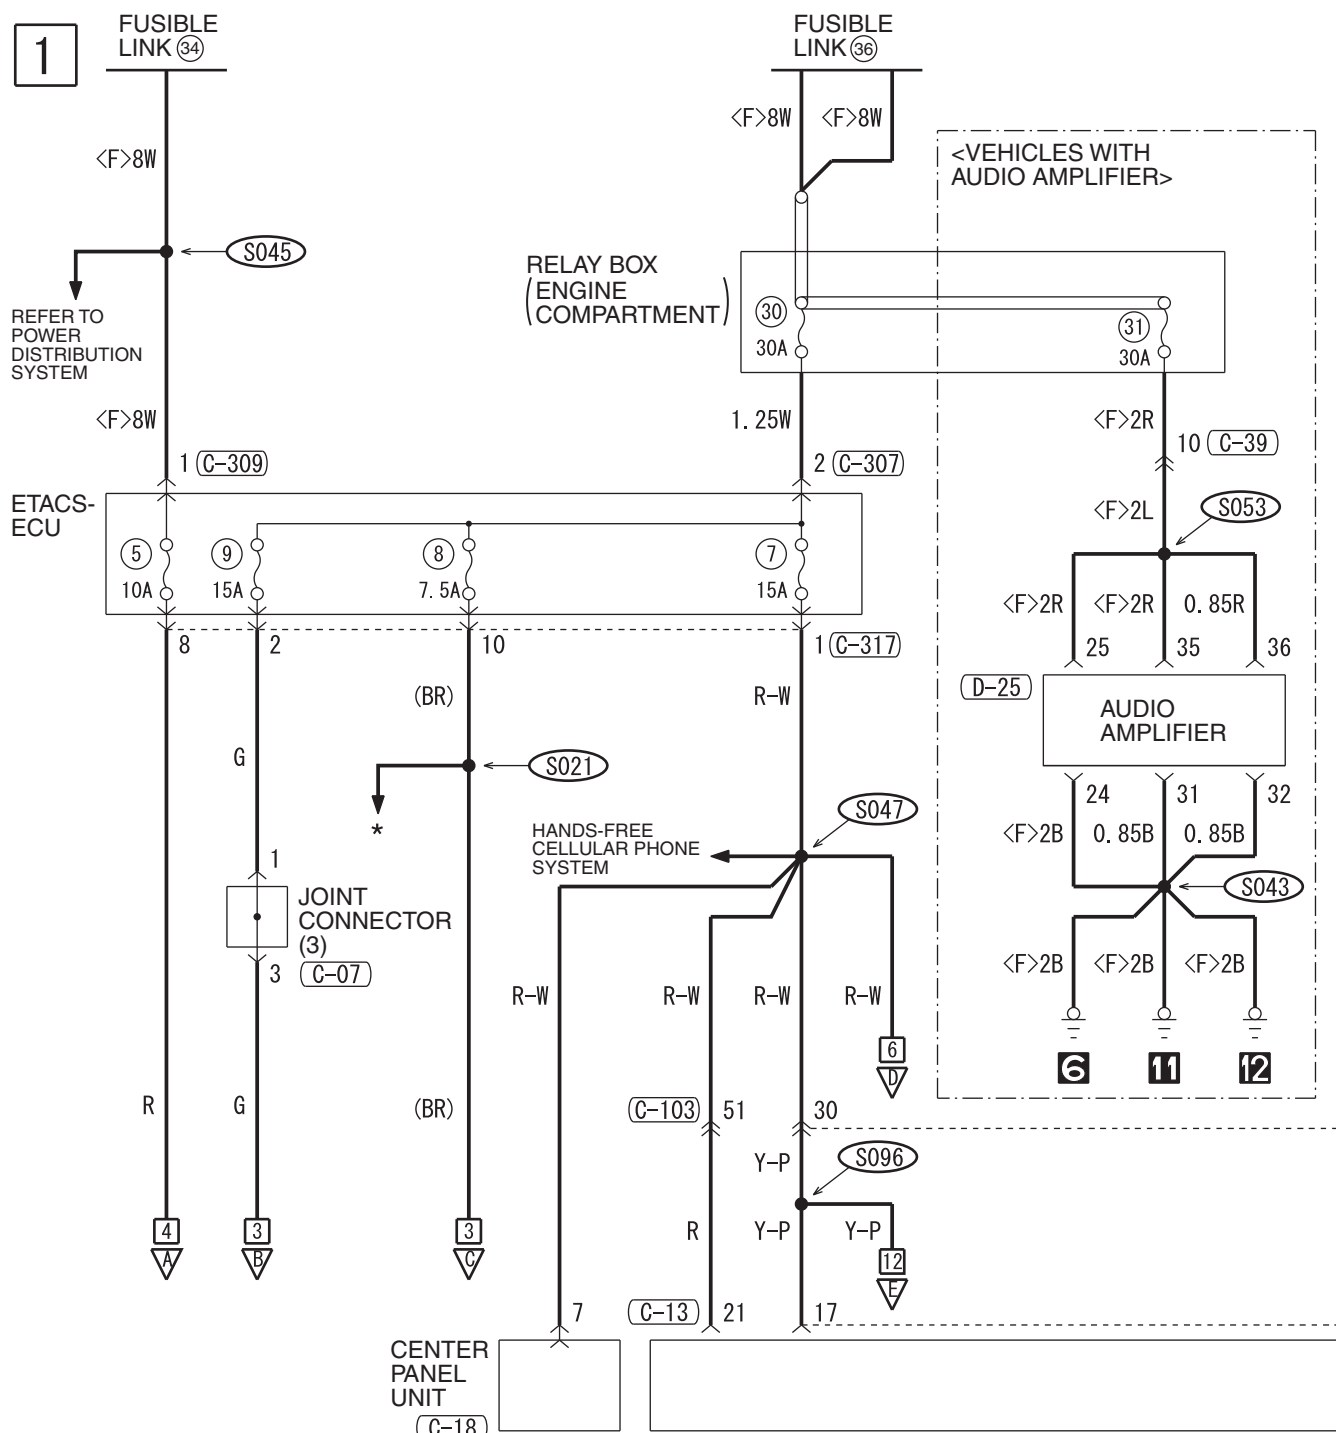 1
FUSIBLE
LINK 34
FUSIBLE
LINK 36
<F>8W
<F>8W
<F>8W
<VEHICLES WITH
AUDIO AMPLIFIER>
S045
REFER TO
POWER
DISTRIBUTION
SYSTEM
RELAY BOX
(ENGINE
COMPARTMENT)
30
30A
31
30A
<F>8W
1.25W
<F>2R
1 C-309
2 C-307
10 C-39
ETACS-
ECU
<F>2L
S053
5
10A
9
15A
8
7.5A
7
15A
<F>2R
<F>2R
0.85R
8
2
10
1 C-317
25
35
36
(BR)
R-W
D-25
AUDIO
AMPLIFIER
G
S021
*
24
31
32
S047
HANDS-FREE
CELLULAR PHONE
SYSTEM
<F>2B
0.85B
0.85B
1
JOINT
CONNECTOR
(3)
3 C-07
S043
R-W
R-W
R-W
R-W
<F>2B
<F>2B
<F>2B
6
D
6
11
12
R
G
(BR)
C-103 51
30
Y-P
S096
R
Y-P
Y-P
4
A
3
B
3
C
12
E
7
C-13 21
17
CENTER
PANEL
UNIT
C-18